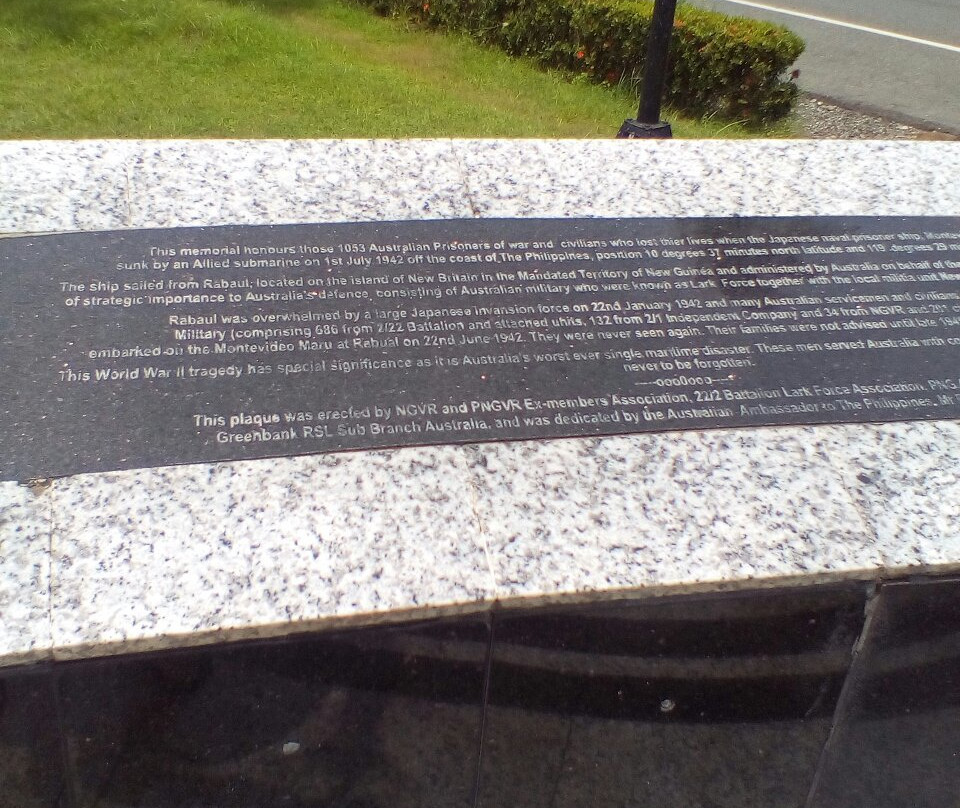 This memorial honours those 1053 Australian Prisoners of war and civilians who lost thier lives when the Japanese naval prisoner ship, Montev
sunk by an Allied submarine on 1st July 1942 off the coast of The Philippines, position 18 degrees 37 minutes north latitude and 119 degrees 29 m
The ship sailed from Rabaul, located on the island of New Britain in the Mandated Territory of New Guinea and administered by Australia on behalf of the
of strategic importance to Australia's defence, consisting of Australian military who were known as Lark Force together with the local militia unit New
Rabaul was overwhelmed by a large Japanese invansion force on 22nd January 1942 and many Australian servicemen and civilians
Military (comprising 686 from 2/22 Battalion and attached uhits, 132 from 2/1 Independent Company and 34 from NGVR and 201 c
embarked on the Montevideo Maru at Rabual on 22nd June 1942. They were never seen again. Their families were not advised until late 194
This World War II tragedy has special significance as it is Australia's worst ever single maritime disaster. These men served Australia with co
never to be forgotten.
---ooo0ooo---
This plaque was erected by NGVR and PNGVR Ex-members Association, 22/2 Battalion Lark Force Association, PNG
Greenbank RSL Sub Branch Australia, and was dedicated by the Australian Ambassador to The Philippines, Mr